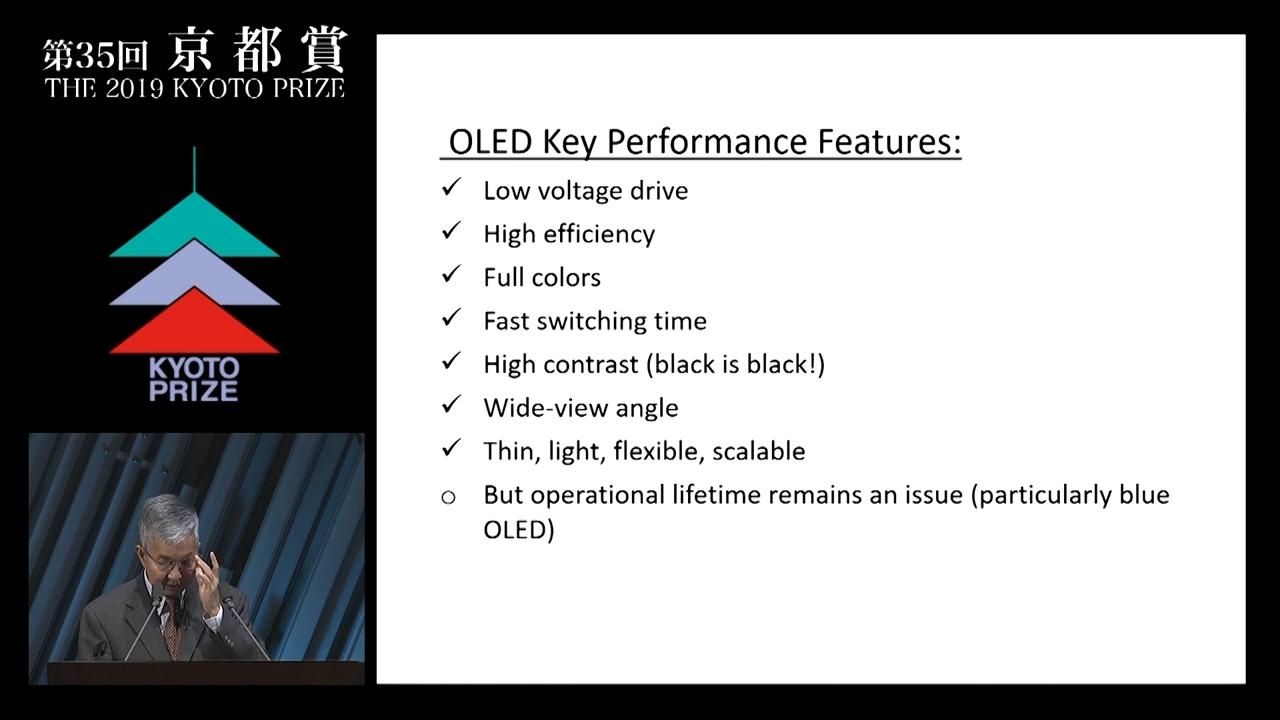 第35回 京都賞
THE 2019 KYOTO PRIZE
KYOTO
PRIZE
OLED Key Performance Features:
✓ Low voltage drive
✓ High efficiency
✓ Full colors
✓ Fast switching time
✓ High contrast (black is black!)
✓ Wide-view angle
✓ Thin, light, flexible, scalable
o But operational lifetime remains an issue (particularly blue
OLED)